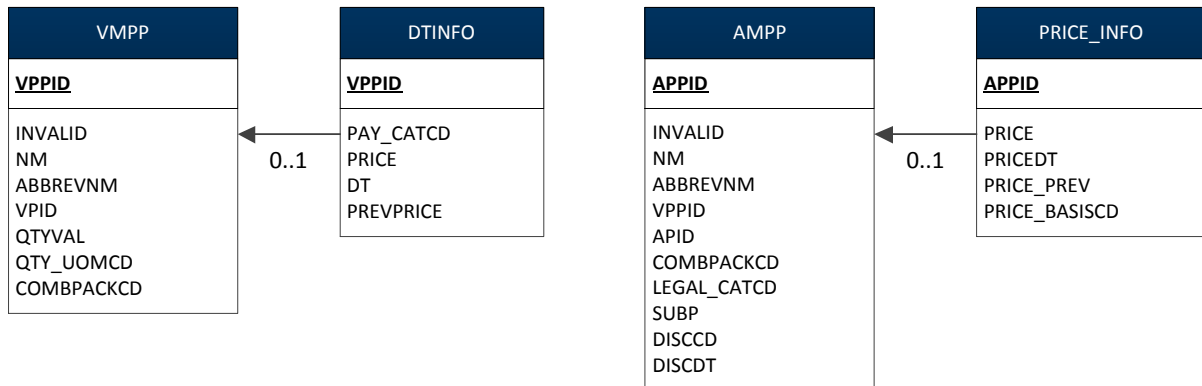 VMPP
VPPID
INVALID
NM
ABBREVNM
VPID
QTYVAL
QTY_UOMCD
COMBPACKCD
0..1
DTINFO
VPPID
PAY_CATCD
PRICE
DT
PREVPRICE
AMPP
APPID
INVALID
NM
ABBREVNM
VPPID
APID
COMBPACKCD
LEGAL_CATCD
SUBP
DISCCD
DISCDT
0..1
PRICE_INFO
APPID
PRICE
PRICEDT
PRICE_PREV
PRICE_BASISCD